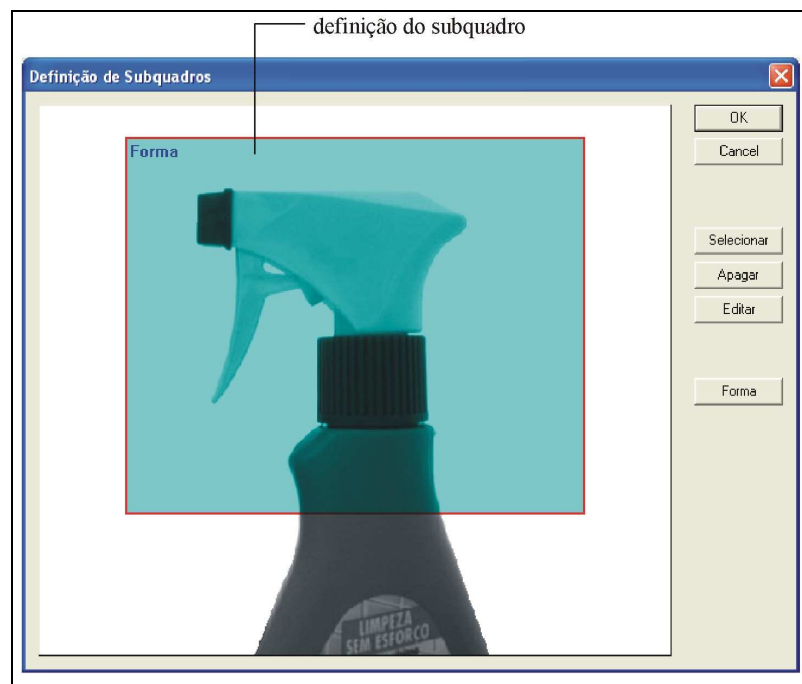 definição do subquadro
Definição de Subquadros
Forma
OK
Cancel
Selecionar
Apagar
Editar
Forma
LIMPEZA
SEM ESFORÇO